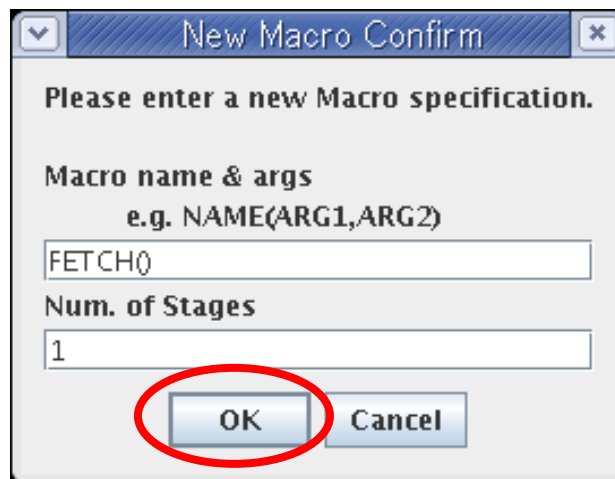 New Macro Confirm
Please enter a new Macro specification.
Macro name & args
e.g. NAME(ARG1,ARG2)
FETCH()
Num. of Stages
1
OK Cancel